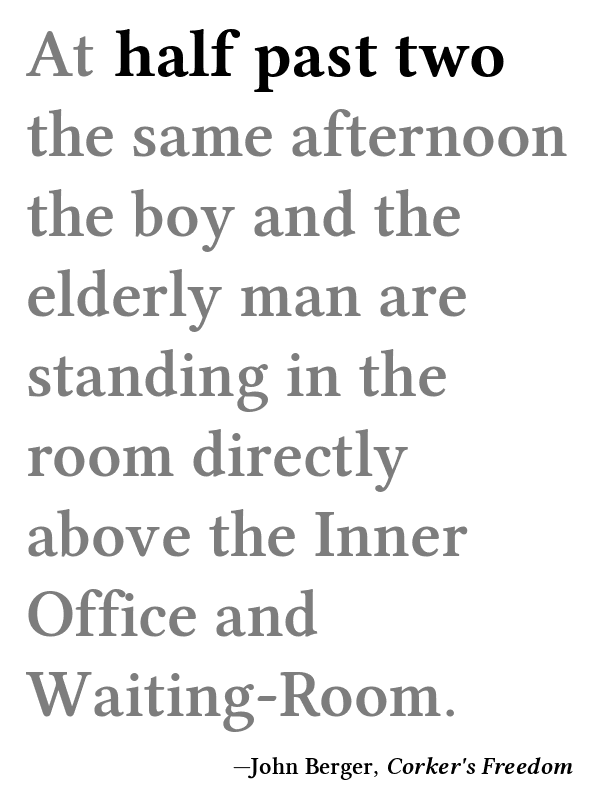 At half past two
the same afternoon
the boy and the
elderly man are
standing in the
room directly
above the Inner
Office and
Waiting-Room.
—John Berger, Corker's Freedom